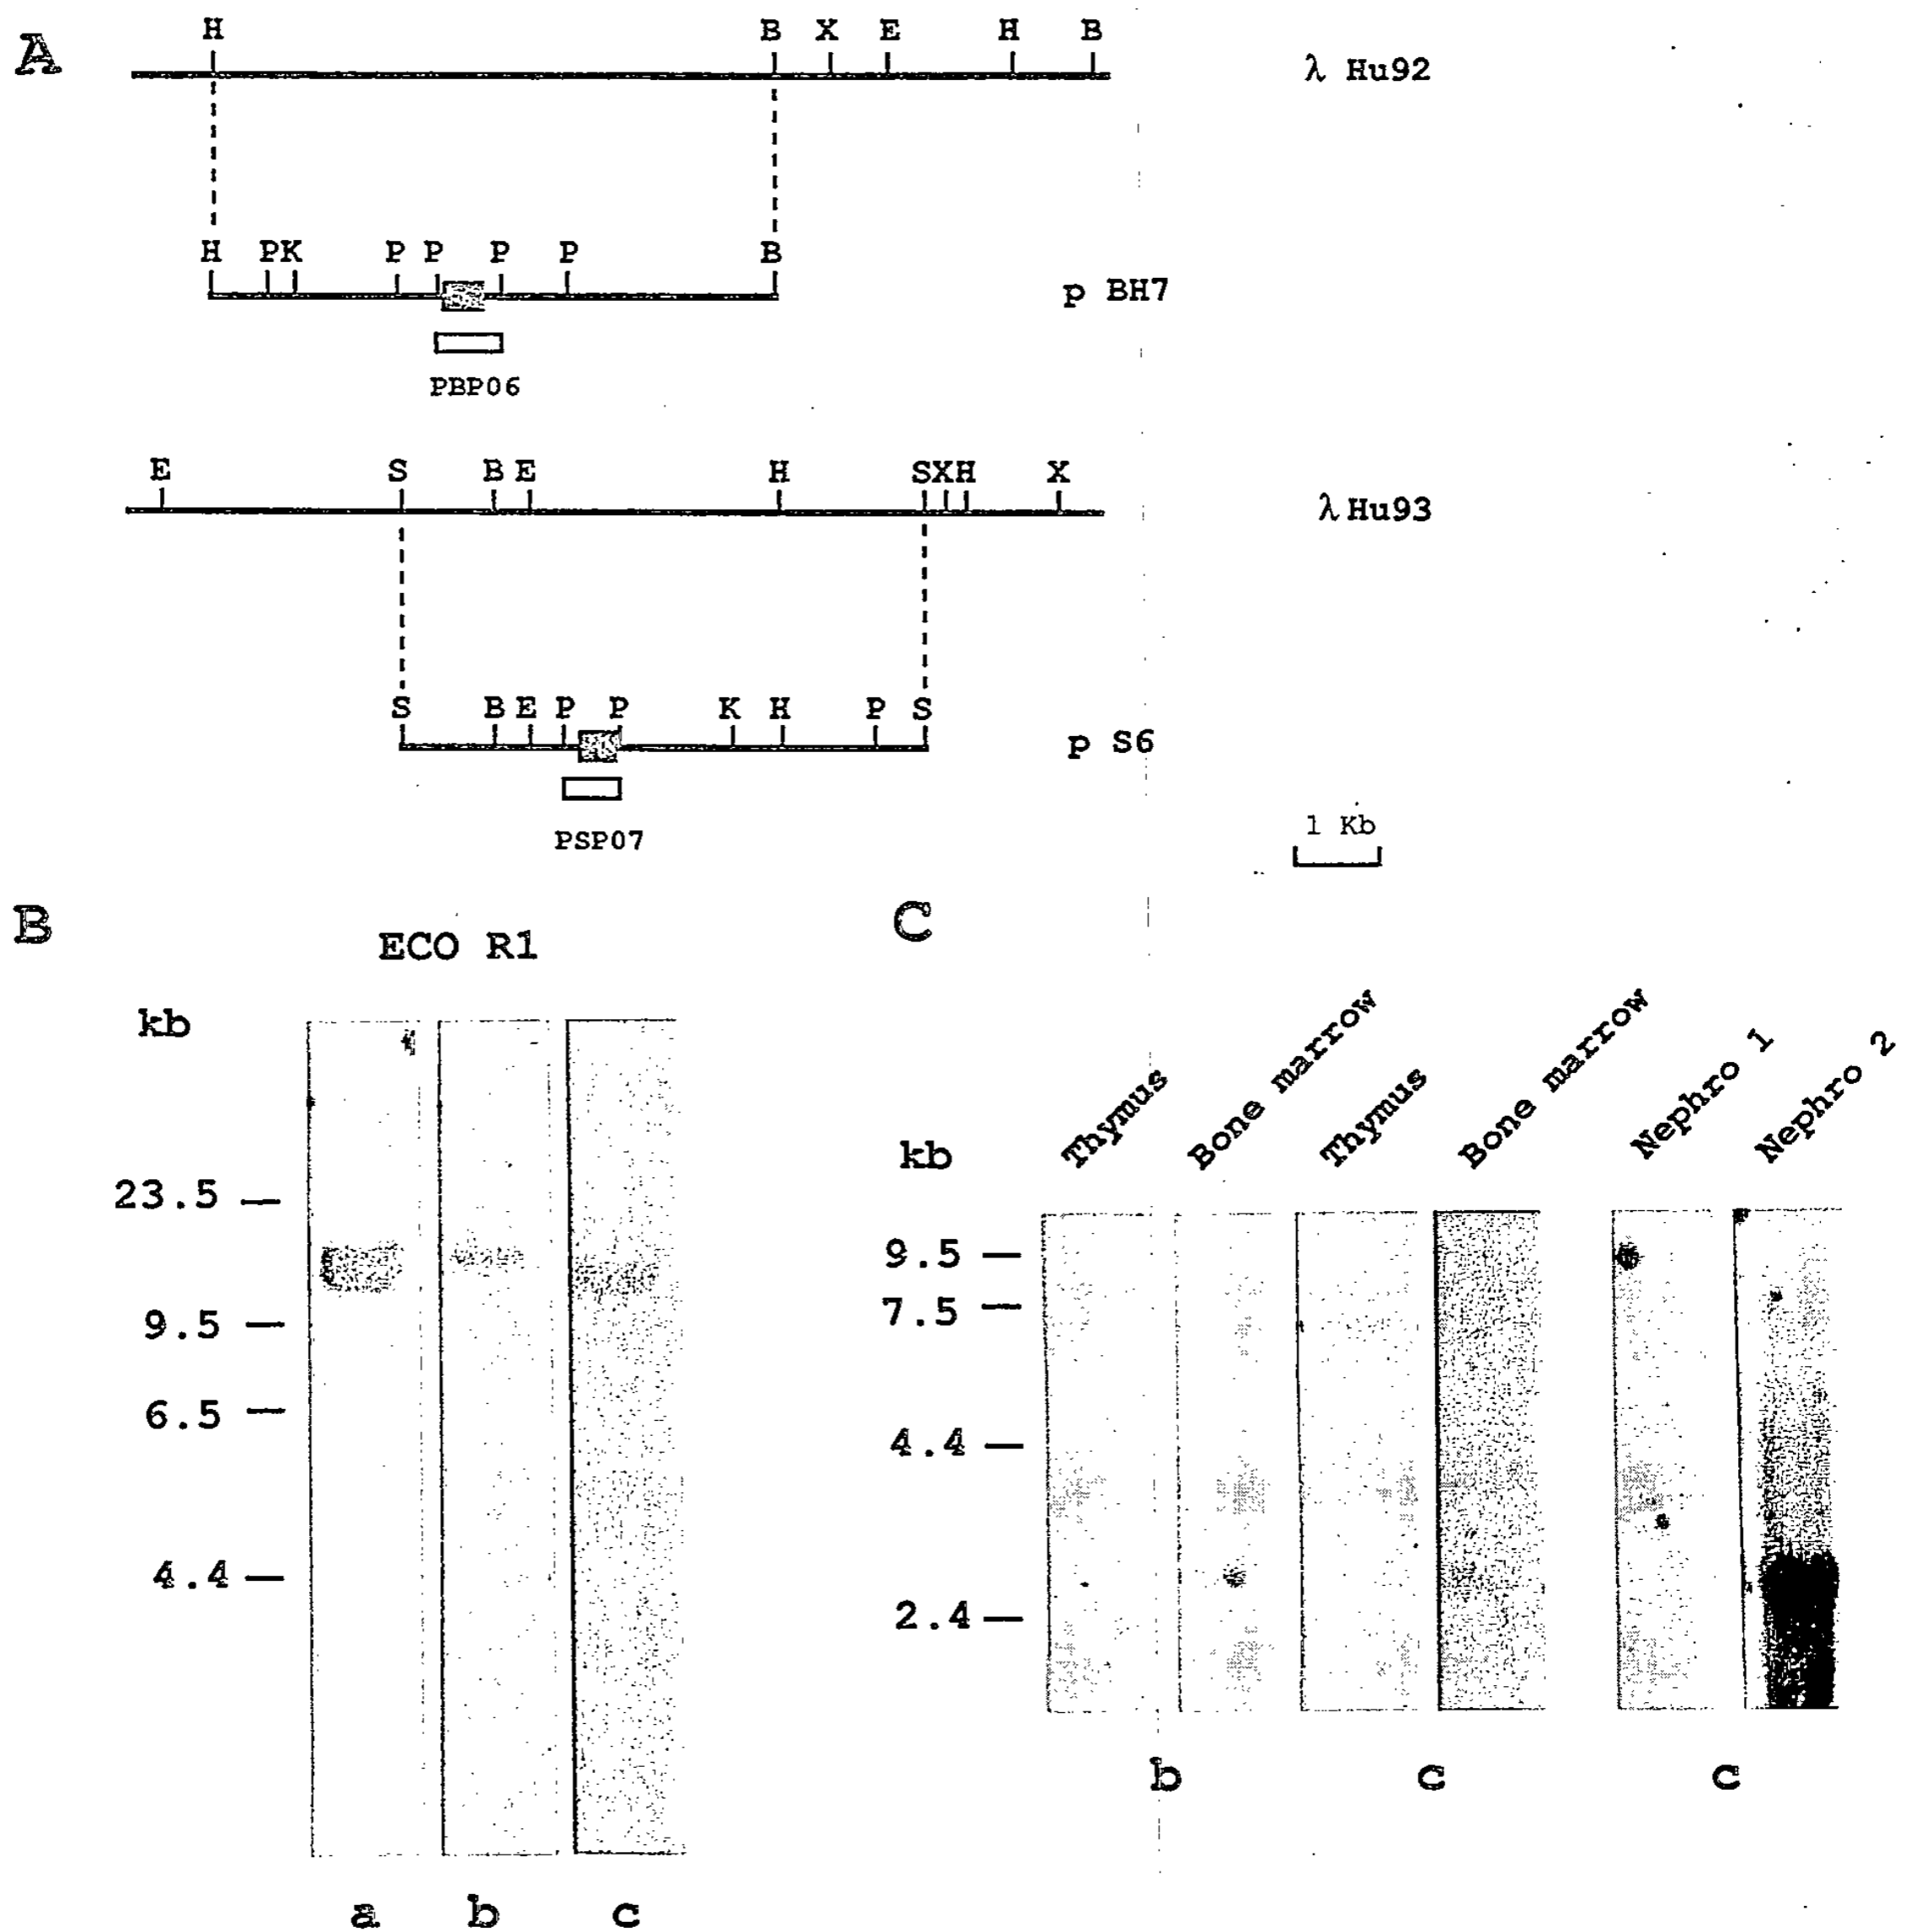 A
H B X E H B
λ Hu92
H P K P P P P B
p BH7
PBP06
E S B E H S X H X
λ Hu93
S B E P P K H P S
p S6
PSP07
1 Kb
B
ECO R1
kb
23.5
9.5
6.5
4.4
a b c
C
kb
Thymus
Bone marrow
Thymus
Bone marrow
Nephro 1
Nephro 2
9.5
7.5
4.4
2.4
b c c